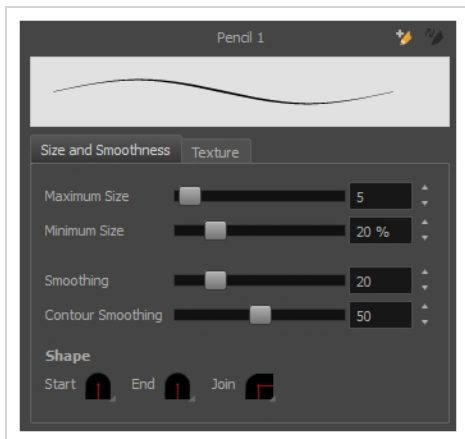 Pencil 1
Size and Smoothness Texture
Maximum Size 5
Minimum Size 20 %
Smoothing 20
Contour Smoothing 50
Shape
Start End Join